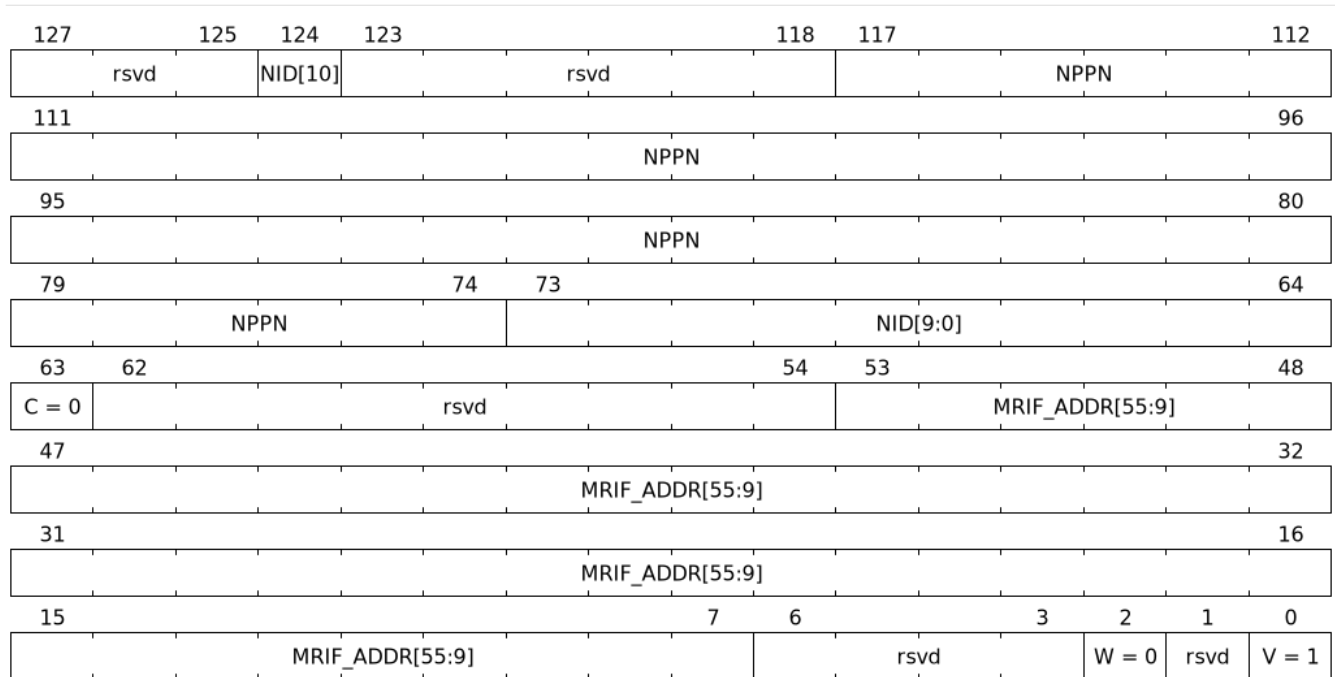 127 125 124 123 118 117 112
rsvd NID[10] rsvd NPPN
111 96
NPPN
95 80
NPPN
79 74 73 64
NPPN NID[9:0]
63 62 54 53 48
C = 0 rsvd MRIF_ADDR[55:9]
47 32
MRIF_ADDR[55:9]
31 16
MRIF_ADDR[55:9]
15 7 6 3 2 1 0
MRIF_ADDR[55:9] rsvd W = 0 rsvd V = 1